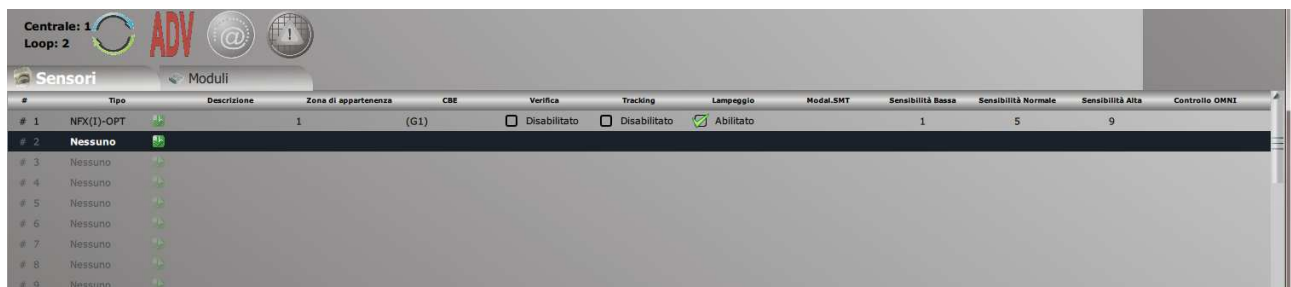 Centrale: 1
Loop: 2
ADV
@
!
Sensori Moduli
# Tipo Descrizione Zona di appartenenza CBE Verifica Tracking Lampeggio Modal.SMT Sensibilità Bassa Sensibilità Normale Sensibilità Alta Controllo OMNI
# 1 NFX(I)-OPT 1 (G1) Disabilitato Disabilitato Abilitato 1 5 9
# 2 Nessuno
# 3 Nessuno
# 4 Nessuno
# 5 Nessuno
# 6 Nessuno
# 7 Nessuno
# 8 Nessuno
# 9 Nessuno